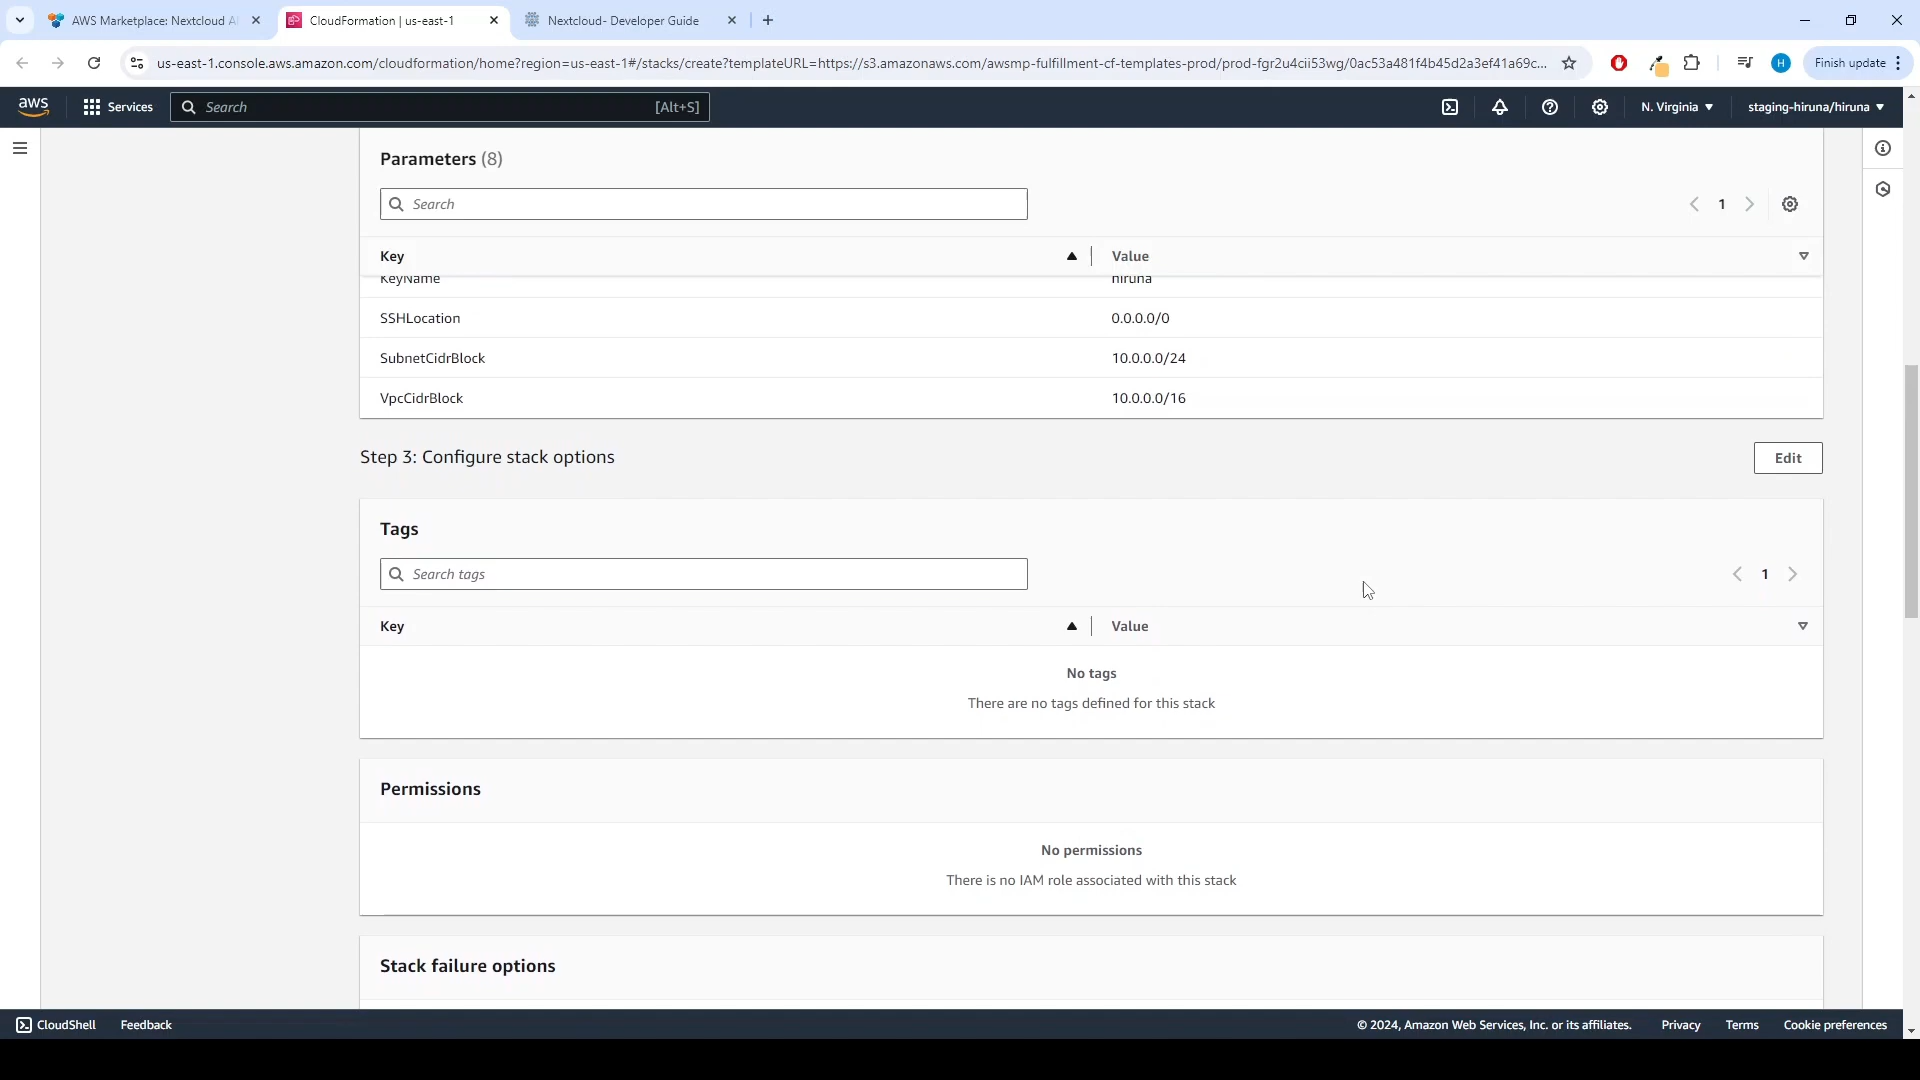 AWS Marketplace: Nextcloud Al
CloudFormation | us-east-1
Nextcloud- Developer Guide
us-east-1.console.aws.amazon.com/cloudformation/home?region=us-east-1#/stacks/create?templateURL=https://s3.amazonaws.com/awsmp-fulfillment-cf-templates-prod/prod-fgr2u4cii53wg/0ac53a481f4b45d2a3ef41a69c...
H
Finish update
aws
Services
Search
[Alt+S]
N. Virginia
staging-hiruna/hiruna
Parameters (8)
Search
1
Key
Value
KeyName
hiruna
SSHLocation
0.0.0.0/0
SubnetCidrBlock
10.0.0.0/24
VpcCidrBlock
10.0.0.0/16
Step 3: Configure stack options
Edit
Tags
Search tags
1
Key
Value
No tags
There are no tags defined for this stack
Permissions
No permissions
There is no IAM role associated with this stack
Stack failure options
CloudShell
Feedback
© 2024, Amazon Web Services, Inc. or its affiliates.
Privacy
Terms
Cookie preferences